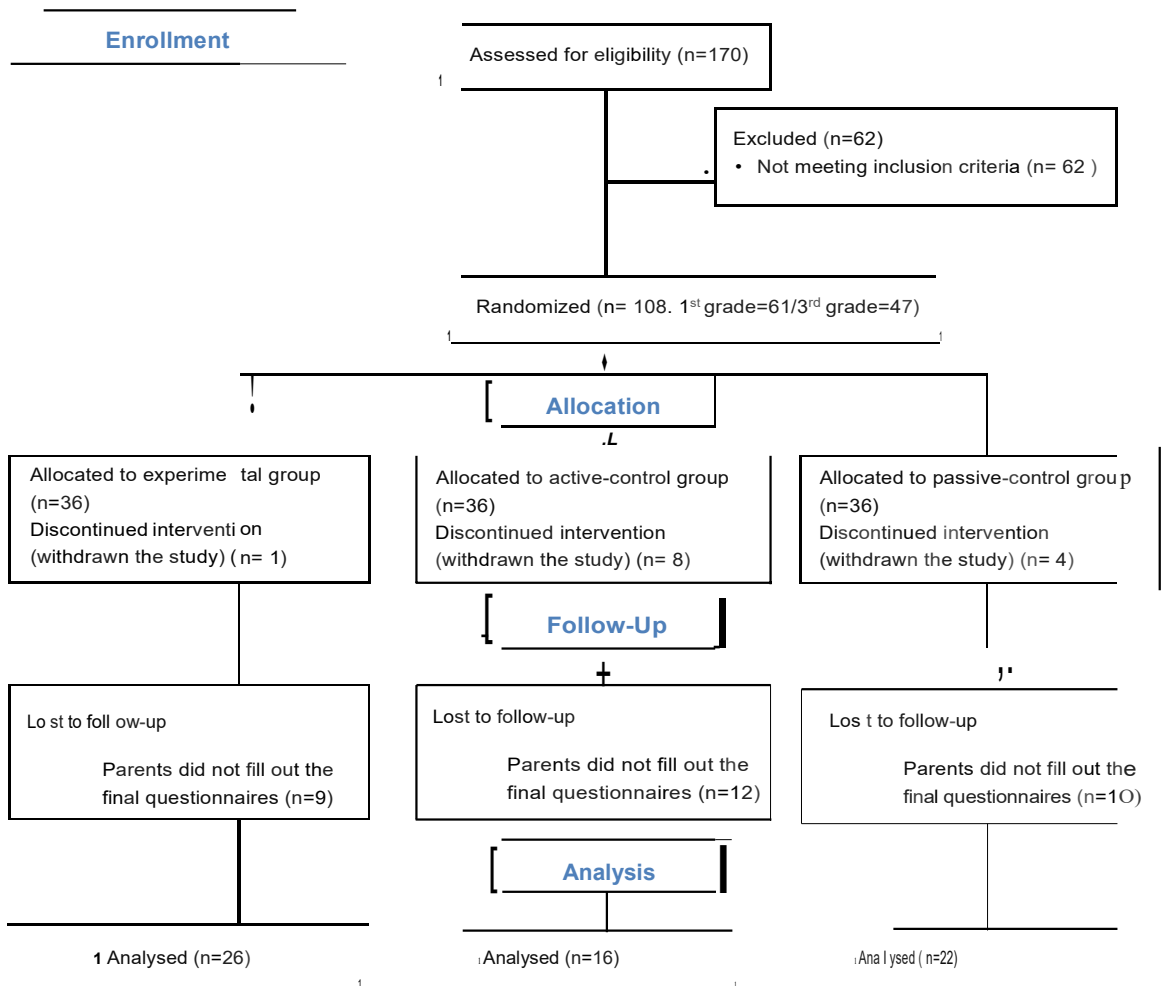 Enrollment
Assessed for eligibility (n=170)
Excluded (n=62)
• Not meeting inclusion criteria (n= 62 )
Randomized (n= 108. 1st grade=61/3rd grade=47)
Allocation
Allocated to experime tal group
(n=36)
Discontinued interventi on
(withdrawn the study) ( n= 1)
Allocated to active-control group
(n=36)
Discontinued intervention
(withdrawn the study) (n= 8)
Allocated to passive-control group
(n=36)
Discontinued intervention
(withdrawn the study) (n= 4)
Follow-Up
Lo st to foll ow-up
Parents did not fill out the
final questionnaires (n=9)
Lost to follow-up
Parents did not fill out the
final questionnaires (n=12)
Los t to follow-up
Parents did not fill out the
final questionnaires (n=1O)
Analysis
1 Analysed (n=26)
Analysed (n=16)
Ana l ysed ( n=22)